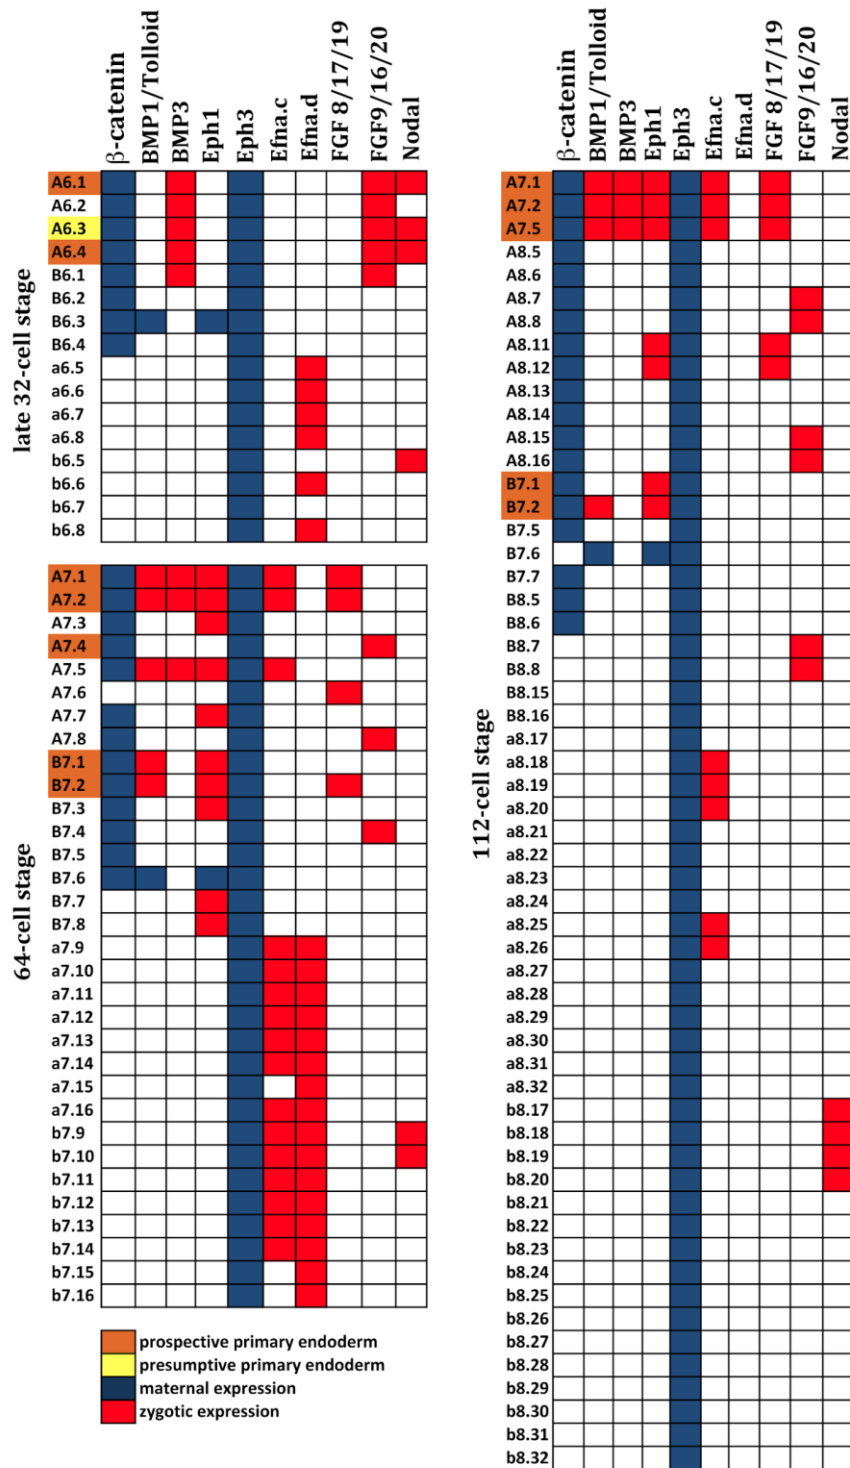 late 32-cell stage
β-catenin
BMP1/Tolloid
BMP3
Eph1
Eph3
Efna.c
Efna.d
FGF 8/17/19
FGF9/16/20
Nodal
A6.1
A6.2
A6.3
A6.4
B6.1
B6.2
B6.3
B6.4
a6.5
a6.6
a6.7
a6.8
b6.5
b6.6
b6.7
b6.8
64-cell stage
A7.1
A7.2
A7.3
A7.4
A7.5
A7.6
A7.7
A7.8
B7.1
B7.2
B7.3
B7.4
B7.5
B7.6
B7.7
B7.8
a7.9
a7.10
a7.11
a7.12
a7.13
a7.14
a7.15
a7.16
b7.9
b7.10
b7.11
b7.12
b7.13
b7.14
b7.15
b7.16
prospective primary endoderm
presumptive primary endoderm
maternal expression
zygotic expression
112-cell stage
β-catenin
BMP1/Tolloid
BMP3
Eph1
Eph3
Efna.c
Efna.d
FGF 8/17/19
FGF9/16/20
Nodal
A7.1
A7.2
A7.5
A8.5
A8.6
A8.7
A8.8
A8.11
A8.12
A8.13
A8.14
A8.15
A8.16
B7.1
B7.2
B7.5
B7.6
B7.7
B8.5
B8.6
B8.7
B8.8
B8.15
B8.16
a8.17
a8.18
a8.19
a8.20
a8.21
a8.22
a8.23
a8.24
a8.25
a8.26
a8.27
a8.28
a8.29
a8.30
a8.31
a8.32
b8.17
b8.18
b8.19
b8.20
b8.21
b8.22
b8.23
b8.24
b8.25
b8.26
b8.27
b8.28
b8.29
b8.30
b8.31
b8.32